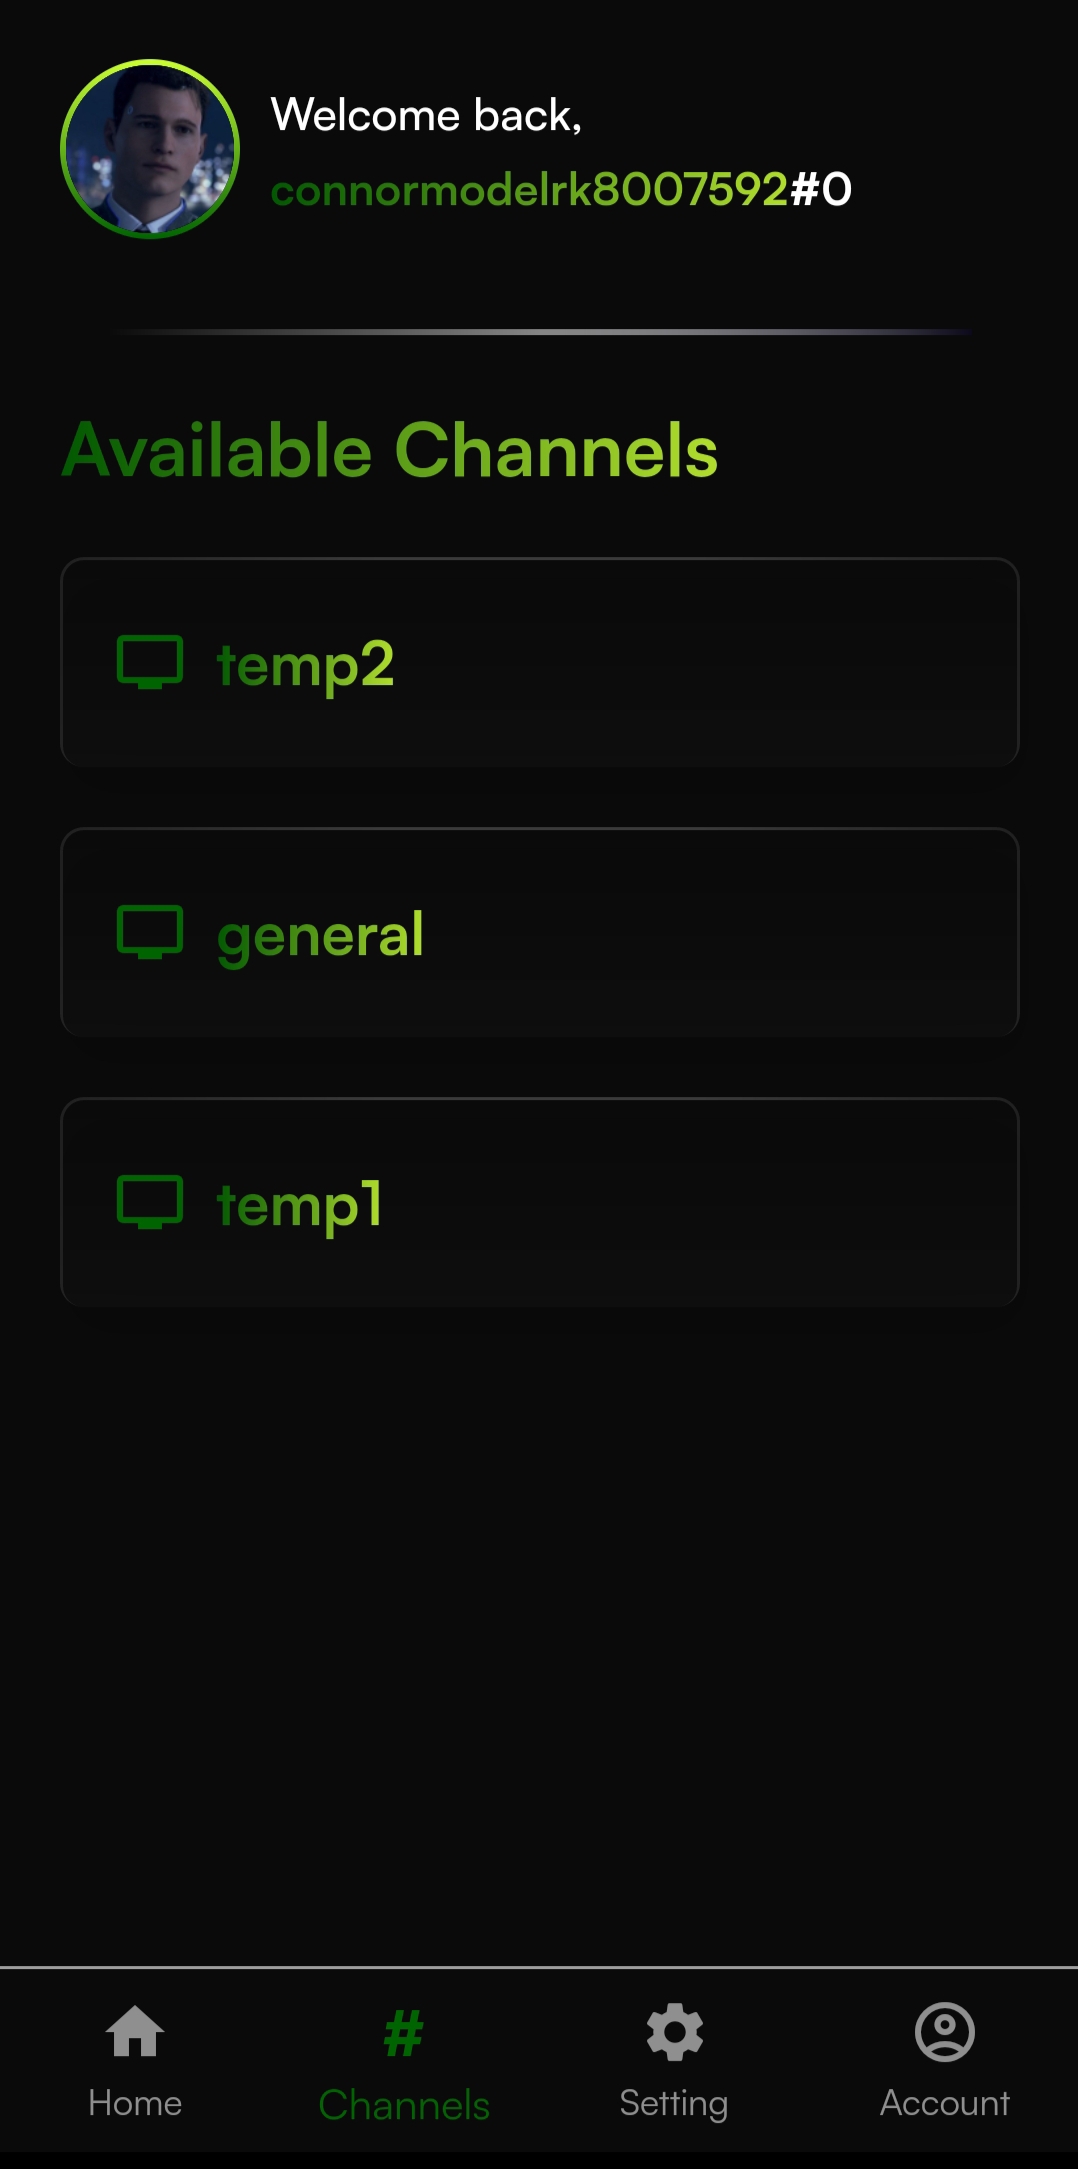 Welcome back,
connormodelrk8007592#0
Available Channels
temp2
general
temp1
#
Home
Channels
Setting
Account